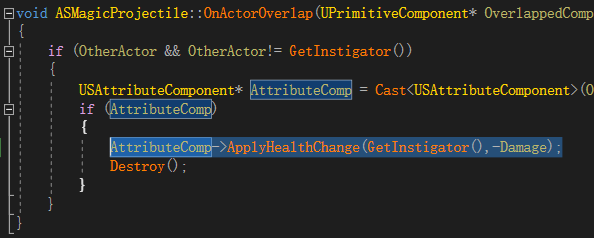 void ASMagicProjectile::OnActorOverlap(UPrimitiveComponent* OverlappedComp
{
if (OtherActor && OtherActor!= GetInstigator())
{
USAttributeComponent* AttributeComp = Cast<USAttributeComponent>(O
if (AttributeComp)
{
AttributeComp->ApplyHealthChange(GetInstigator(),-Damage);
Destroy();
}
}
}